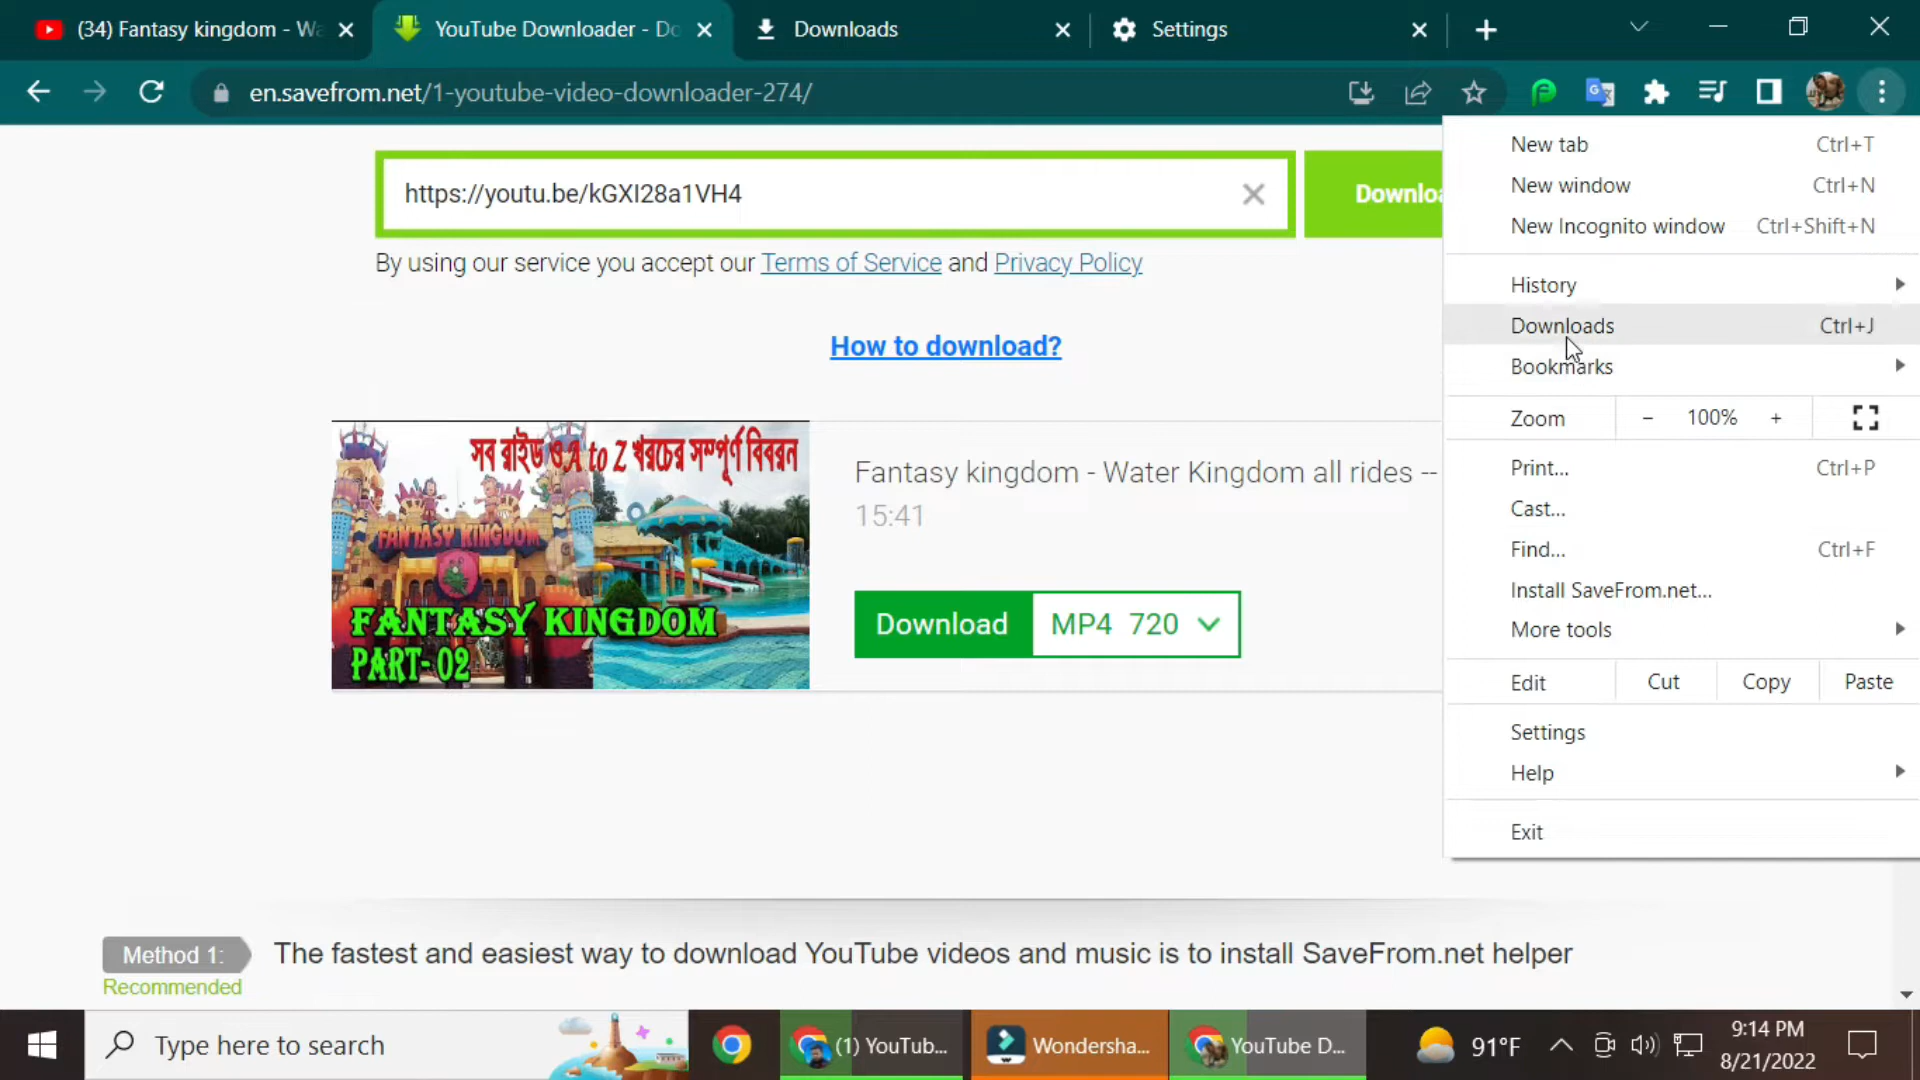 (34) Fantasy kingdom - Wa
YouTube Downloader - Do
Downloads
Settings
en.savefrom.net/1-youtube-video-downloader-274/
https://youtu.be/kGXI28a1VH4
Downloa
By using our service you accept our Terms of Service and Privacy Policy
How to download?
সব রাইড ও A to Z খরচের সম্পূর্ণ বিবরন
FANTASY KINGDOM
FANTASY KINGDOM
PART-02
Fantasy kingdom - Water Kingdom all rides --
15:41
Download MP4 720
New tab Ctrl+T
New window Ctrl+N
New Incognito window Ctrl+Shift+N
History
Downloads Ctrl+J
Bookmarks
Zoom - 100% +
Print... Ctrl+P
Cast...
Find... Ctrl+F
Install SaveFrom.net...
More tools
Edit Cut Copy Paste
Settings
Help
Exit
Method 1: The fastest and easiest way to download YouTube videos and music is to install SaveFrom.net helper
Recommended
Type here to search
(1) YouTub...
Wondersha...
YouTube D...
91°F
9:14 PM
8/21/2022